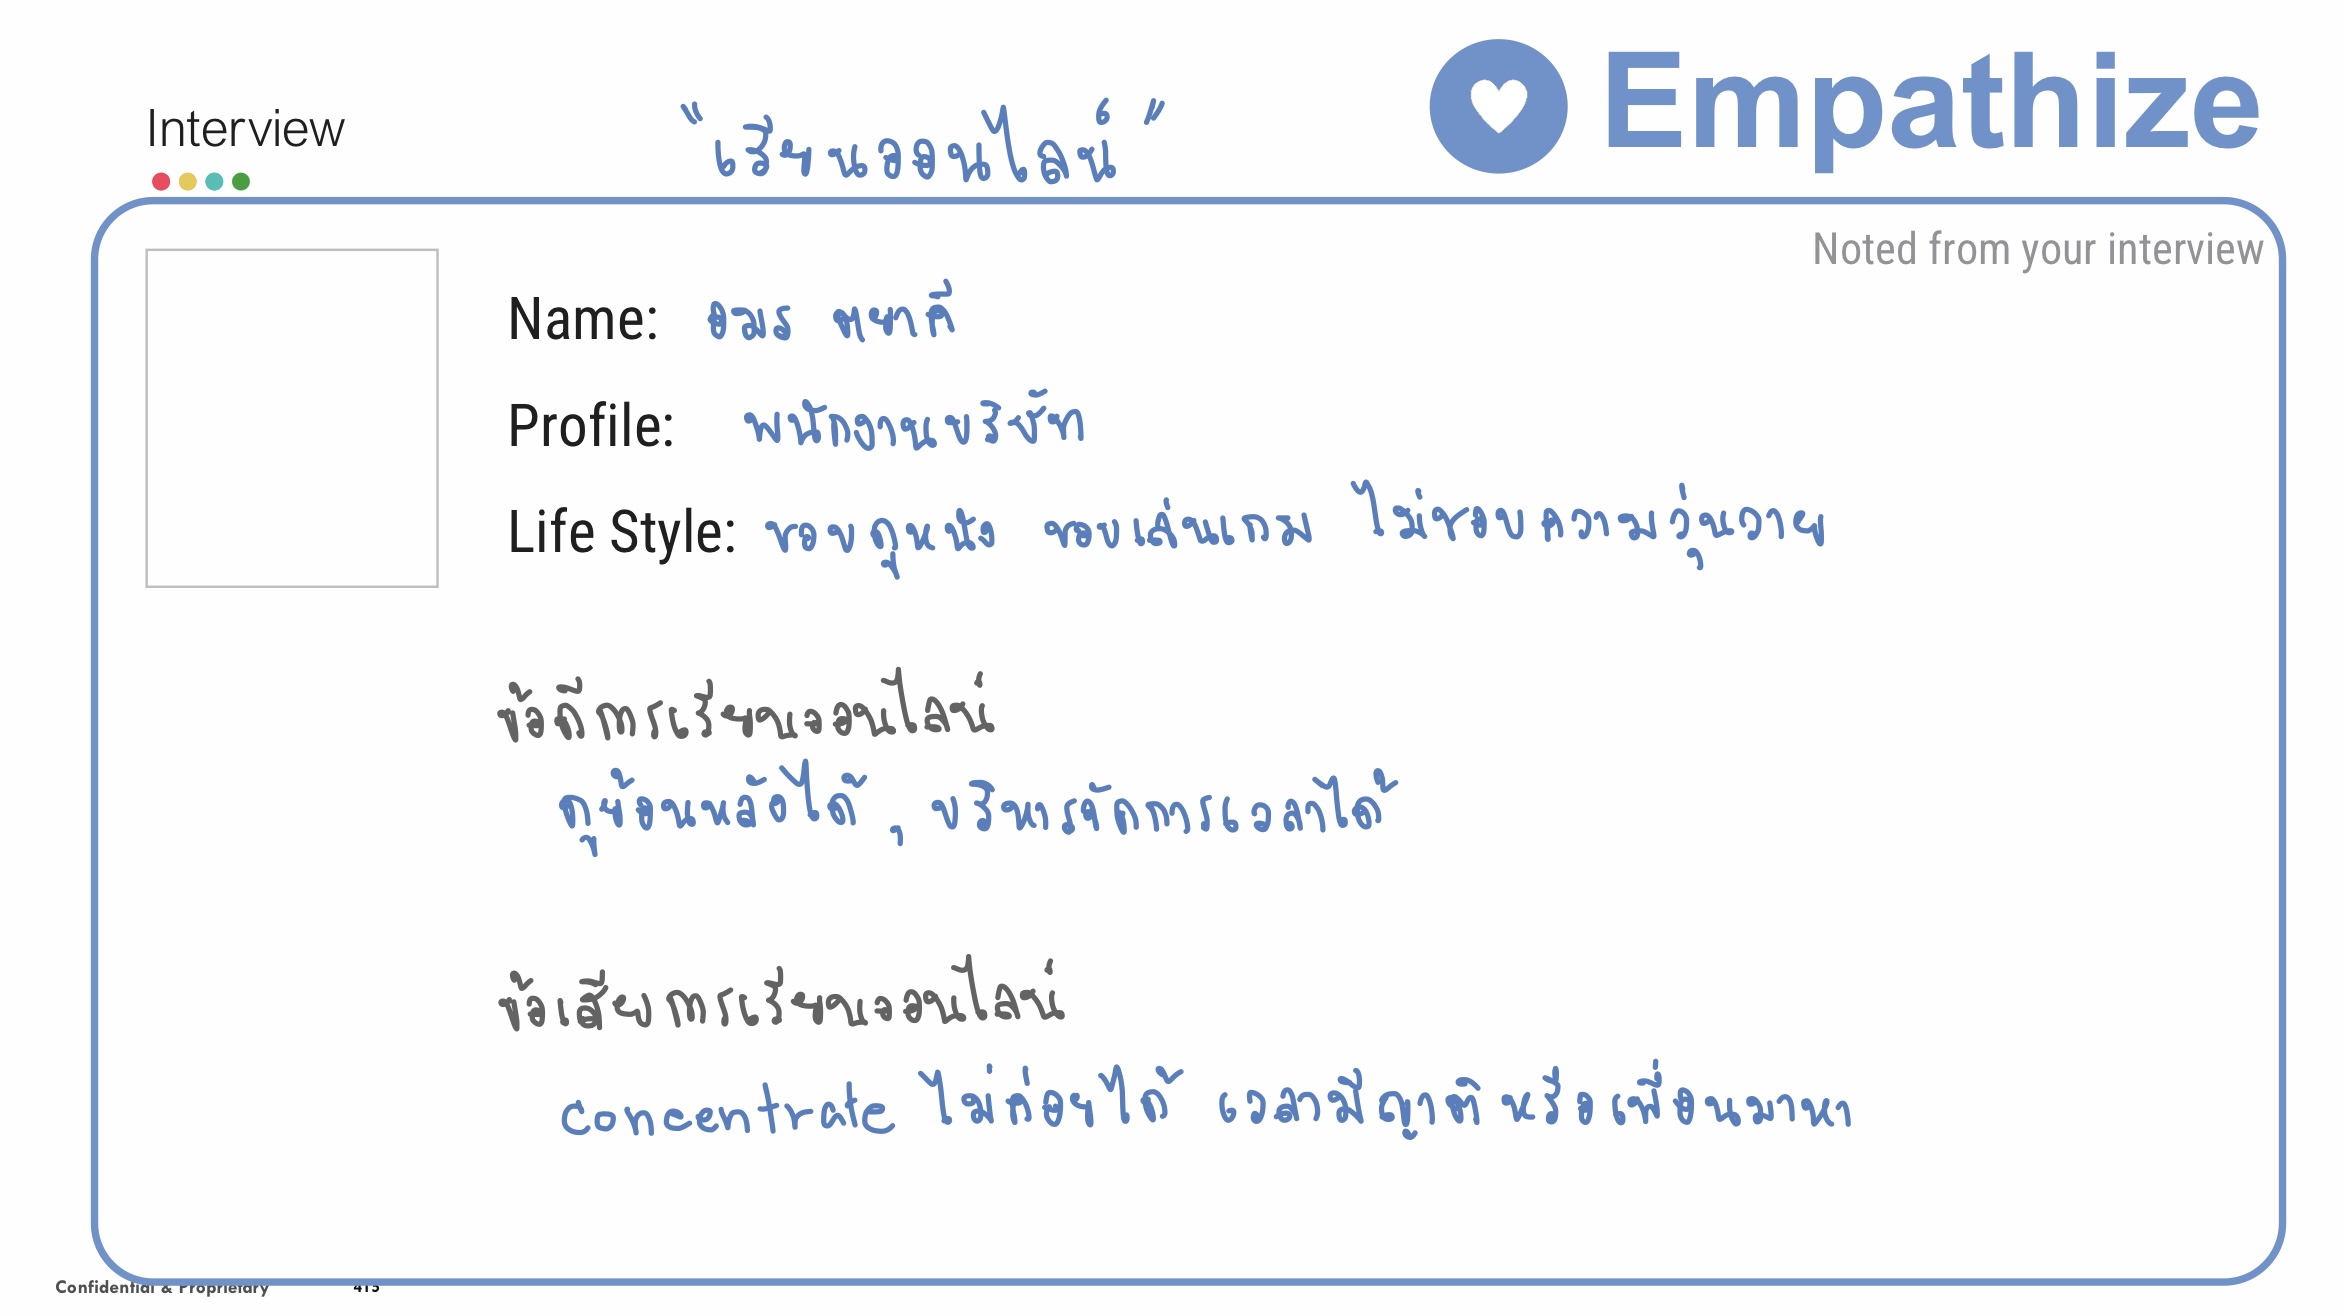 Interview
"เรียนออนไลน์"
Empathize
Noted from your interview
Name: อมร
Profile: พนักงานบริษัท
Life Style: ชอบดูหนัง ชอบเล่นเกม ไม่ชอบความวุ่นวาย
ข้อดีการเรียนออนไลน์
ดูย้อนหลังได้, บริหารจัดการเวลาได้
ข้อเสียการเรียนออนไลน์
concentrate ไม่ค่อยได้ เวลามีญาติ หรือเพื่อนมาหา
Confidential & Proprietary 415